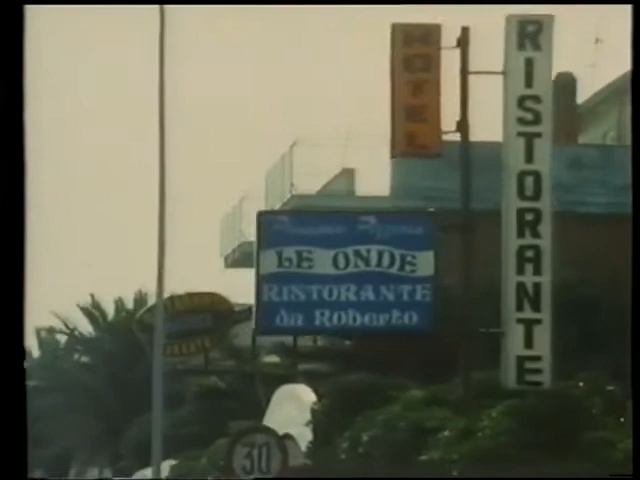 HOTEL
RISTORANTE
LE ONDE
RISTORANTE
da Roberto
30